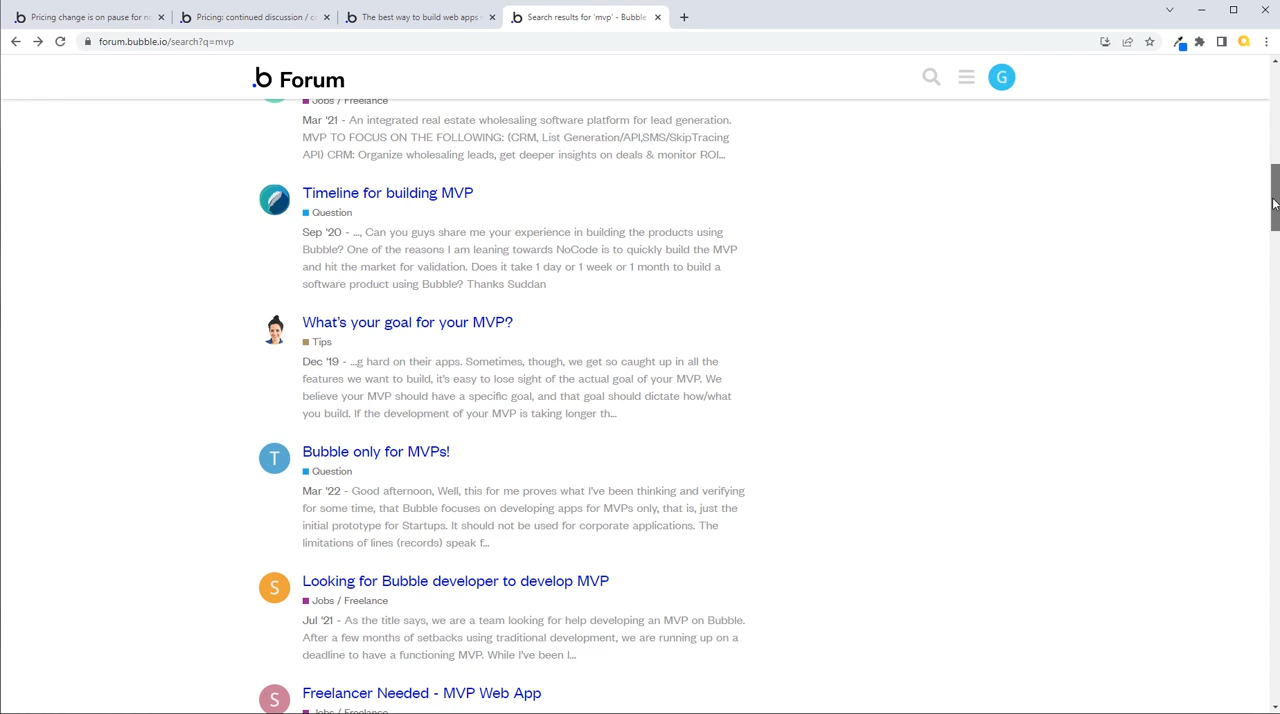 Pricing change is on pause for no
Pricing: continued discussion / c
The best way to build web apps
Search results for 'mvp' - Bubble
forum.bubble.io/search?q=mvp
.b Forum
G
Jobs / Freelance
Mar '21 - An integrated real estate wholesaling software platform for lead generation.
MVP TO FOCUS ON THE FOLLOWING: (CRM, List Generation/API,SMS/SkipTracing
API) CRM: Organize wholesaling leads, get deeper insights on deals & monitor ROI...
Timeline for building MVP
Question
Sep '20 - ..., Can you guys share me your experience in building the products using
Bubble? One of the reasons I am leaning towards NoCode is to quickly build the MVP
and hit the market for validation. Does it take 1 day or 1 week or 1 month to build a
software product using Bubble? Thanks Suddan
What's your goal for your MVP?
Tips
Dec '19 - ...g hard on their apps. Sometimes, though, we get so caught up in all the
features we want to build, it's easy to lose sight of the actual goal of your MVP. We
believe your MVP should have a specific goal, and that goal should dictate how/what
you build. If the development of your MVP is taking longer th...
T
Bubble only for MVPs!
Question
Mar '22 - Good afternoon, Well, this for me proves what I've been thinking and verifying
for some time, that Bubble focuses on developing apps for MVPs only, that is, just the
initial prototype for Startups. It should not be used for corporate applications. The
limitations of lines (records) speak f...
S
Looking for Bubble developer to develop MVP
Jobs / Freelance
Jul '21 - As the title says, we are a team looking for help developing an MVP on Bubble.
After a few months of setbacks using traditional development, we are running up on a
deadline to have a functioning MVP. While I've been l...
S
Freelancer Needed - MVP Web App
Jobs / Freelance